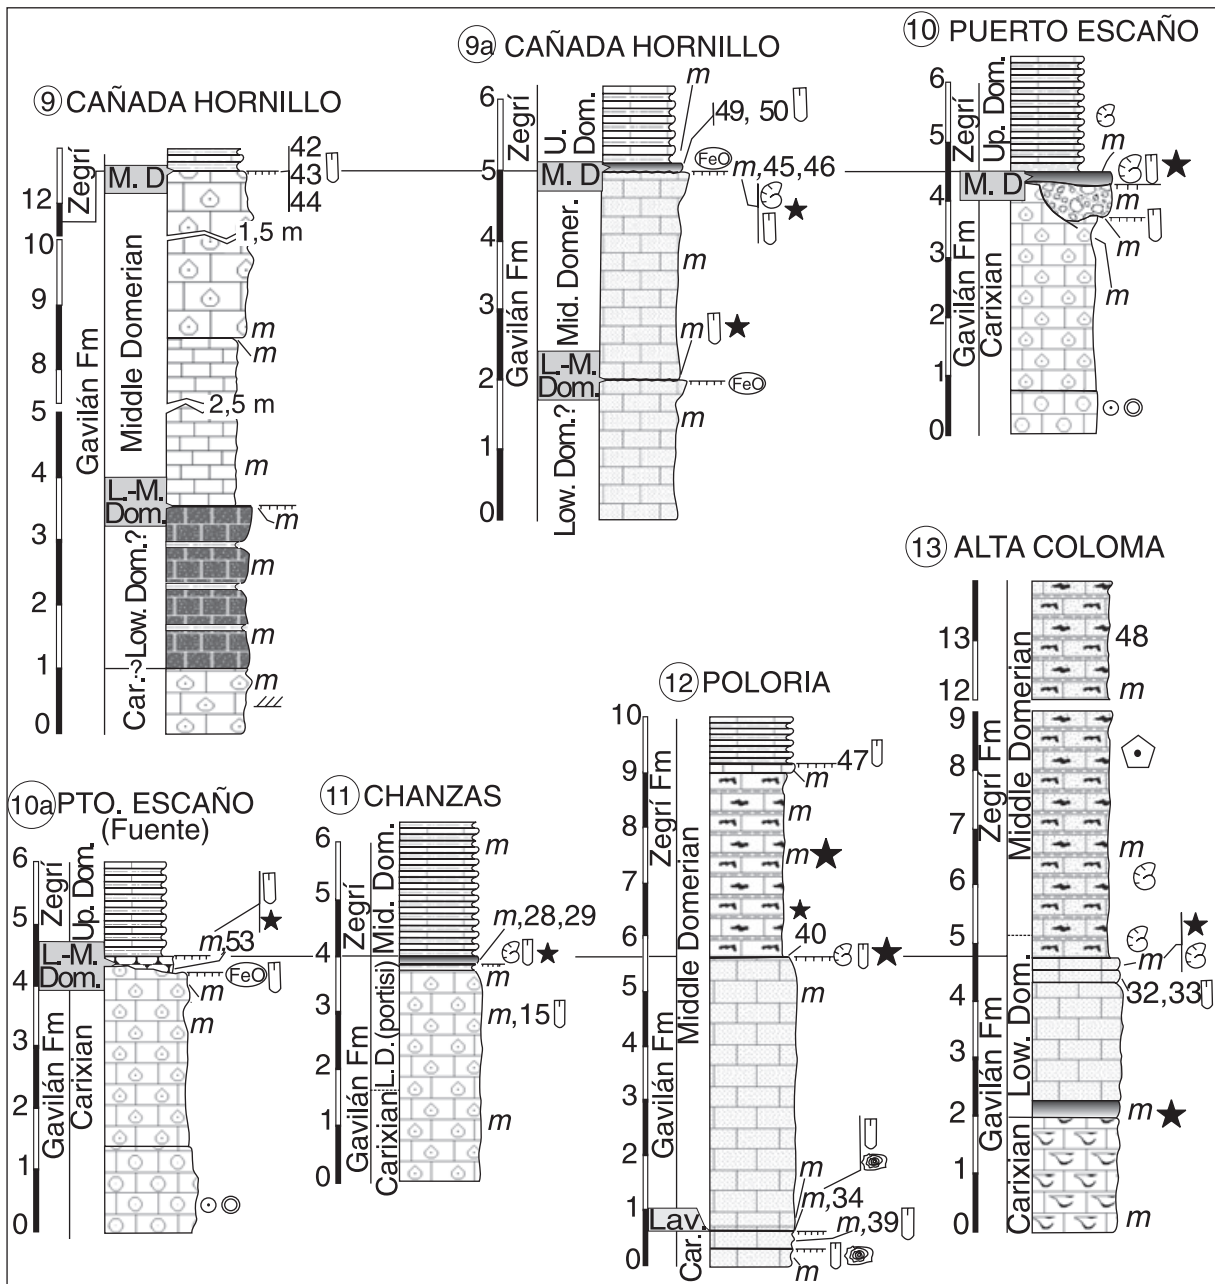 9 CAÑADA HORNILLO
12
10
9
8
5
4
3
2
1
0
Zegrí
Gavilán Fm
M. D
Middle Domerian
L.-M.
Dom.
Low. Dom.?
Car.?
42
43
44
1,5 m
m
m
2,5 m
m
m
m
m
m
9a CAÑADA HORNILLO
6
5
4
3
2
1
0
Zegrí
Gavilán Fm
U.
Dom.
M. D
Mid. Domer.
L.-M.
Dom.
Low. Dom.?
m
49, 50
FeO
m,45,46
m
m
FeO
m
10 PUERTO ESCAÑO
6
5
4
3
2
1
0
Zegrí
Gavilán Fm
Up. Dom.
M. D
Carixian
m
m
m
m
10a PTO. ESCAÑO
(Fuente)
6
5
4
3
2
1
0
Zegrí
Gavilán Fm
Up. Dom.
L.-M.
Dom.
Carixian
m,53
FeO
m
m
11 CHANZAS
6
5
4
3
2
1
0
Zegrí
Gavilán Fm
Mid. Dom.
L. D. (portisi)
Carixian
m
m,28,29
m
m,15
m
12 POLORIA
10
9
8
7
6
5
4
3
2
1
0
Zegrí Fm
Gavilán Fm
Middle Domerian
Lav.
Car.
47
m
m
m
40
m
m
m,34
m,39
m
13 ALTA COLOMA
13
12
9
8
7
6
5
4
3
2
1
0
Zegrí Fm
Gavilán Fm
Middle Domerian
Low. Dom.
Carixian
48
m
m
m
32,33
m
m